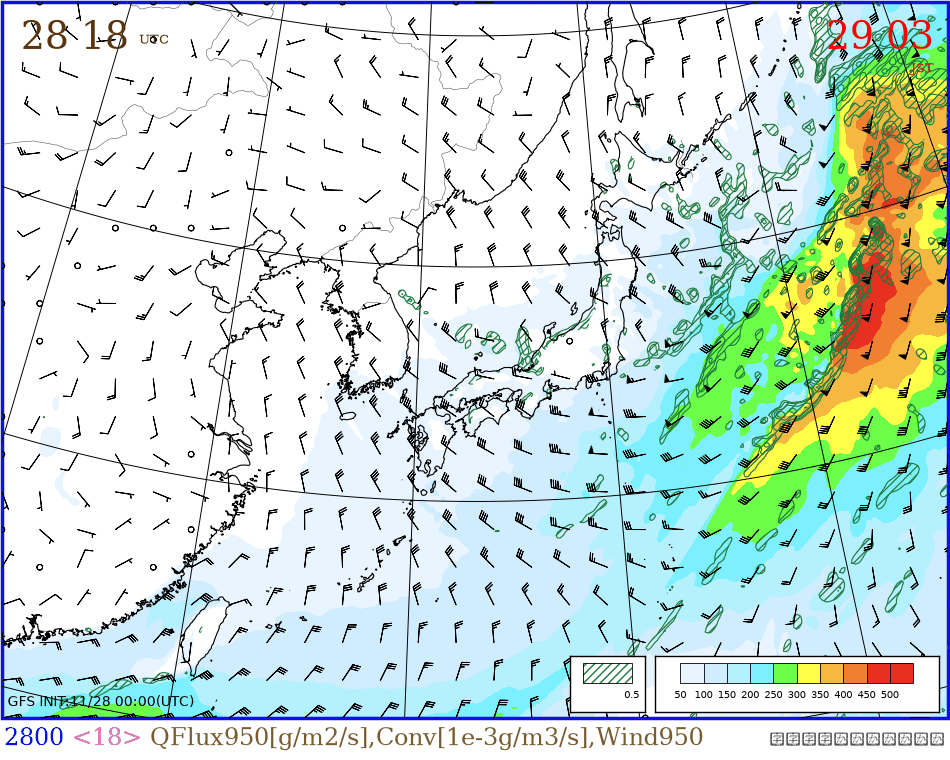 28 18 UTC
29 03
JST
0.5
50 100 150 200 250 300 350 400 450 500
GFS INIT:11/28 00:00(UTC)
2800 <18> QFlux950[g/m2/s],Conv[1e-3g/m3/s],Wind950